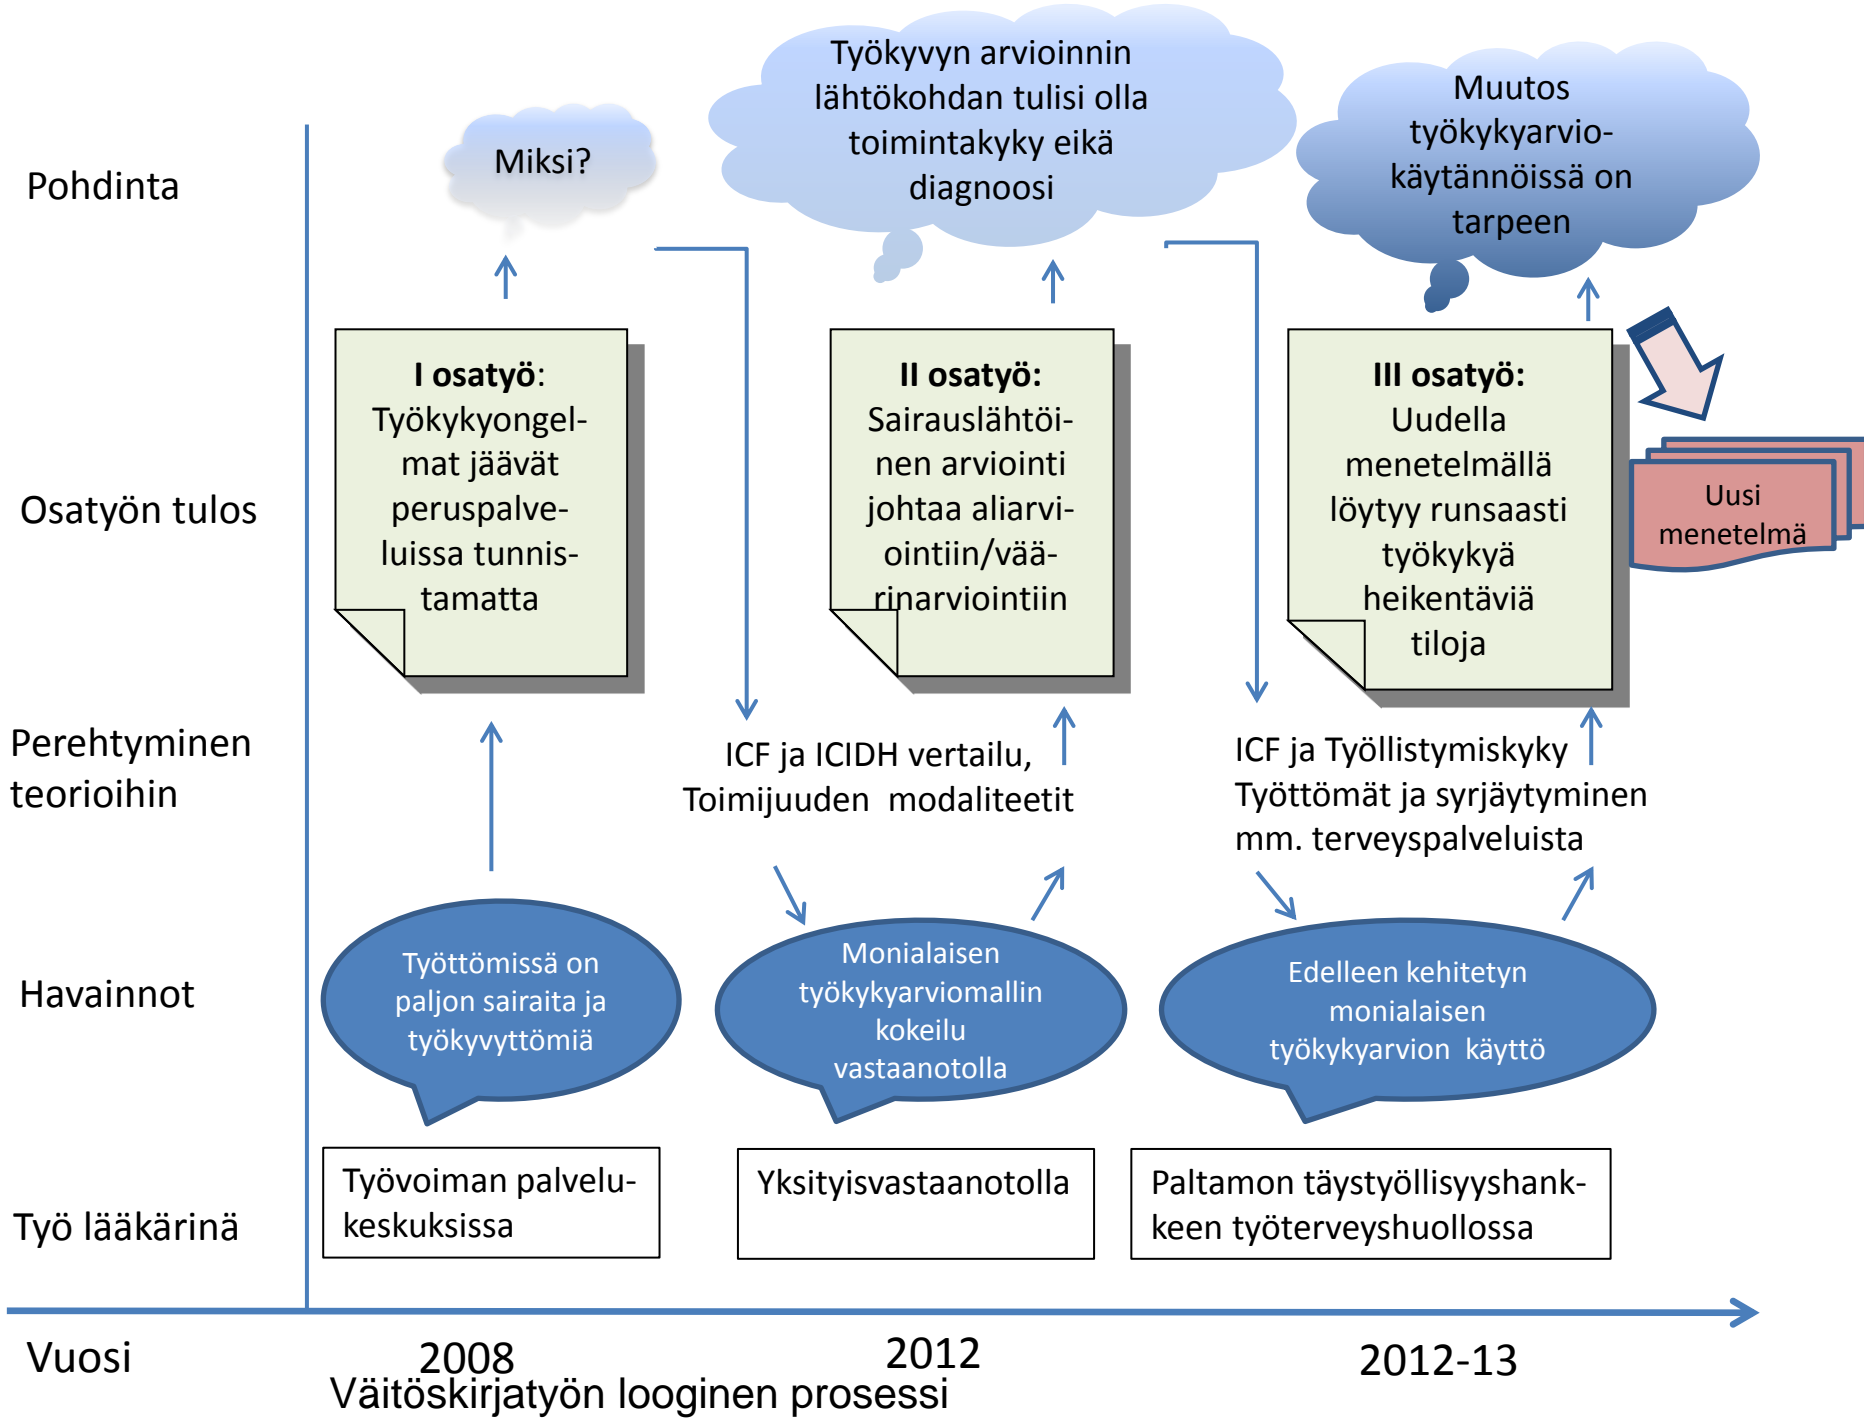 Pohdinta
Miksi?
Työkyvyn arvioinnin
lähtökohdan tulisi olla
toimintakyky eikä
diagnoosi
Muutos
työkykyarvio-
käytännöissä on
tarpeen
Osatyön tulos
I osatyö:
Työkykyongel-
mat jäävät
peruspalve-
luissa tunnis-
tamatta
II osatyö:
Sairauslähtöi-
nen arviointi
johtaa aliarvi-
ointiin/vää-
rinarviointiin
III osatyö:
Uudella
menetelmällä
löytyy runsaasti
työkykyä
heikentäviä
tiloja
Uusi
menetelmä
Perehtyminen
teorioihin
ICF ja ICIDH vertailu,
Toimijuuden modaliteetit
ICF ja Työllistymiskyky
Työttömät ja syrjäytyminen
mm. terveyspalveluista
Havainnot
Työttömissä on
paljon sairaita ja
työkyvyttömiä
Monialaisen
työkykyarviomallin
kokeilu
vastaanotolla
Edelleen kehitetyn
monialaisen
työkykyarvion käyttö
Työ lääkärinä
Työvoiman palvelu-
keskuksissa
Yksityisvastaanotolla
Paltamon täystyöllisyyshank-
keen työterveyshuollossa
Vuosi
2008
2012
2012-13
Väitöskirjatyön looginen prosessi